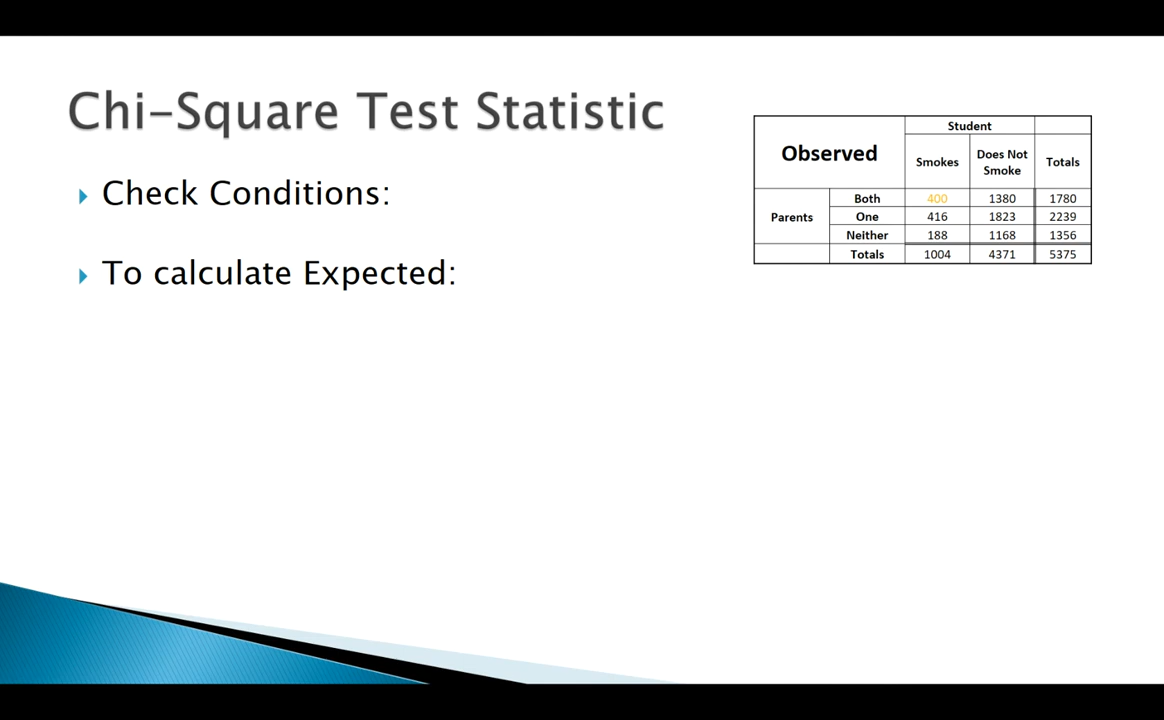 Chi-Square Test Statistic
Check Conditions:
To calculate Expected:
Observed
Student
Smokes
Does Not
Smoke
Totals
Parents
Both 400 1380 1780
One 416 1823 2239
Neither 188 1168 1356
Totals 1004 4371 5375